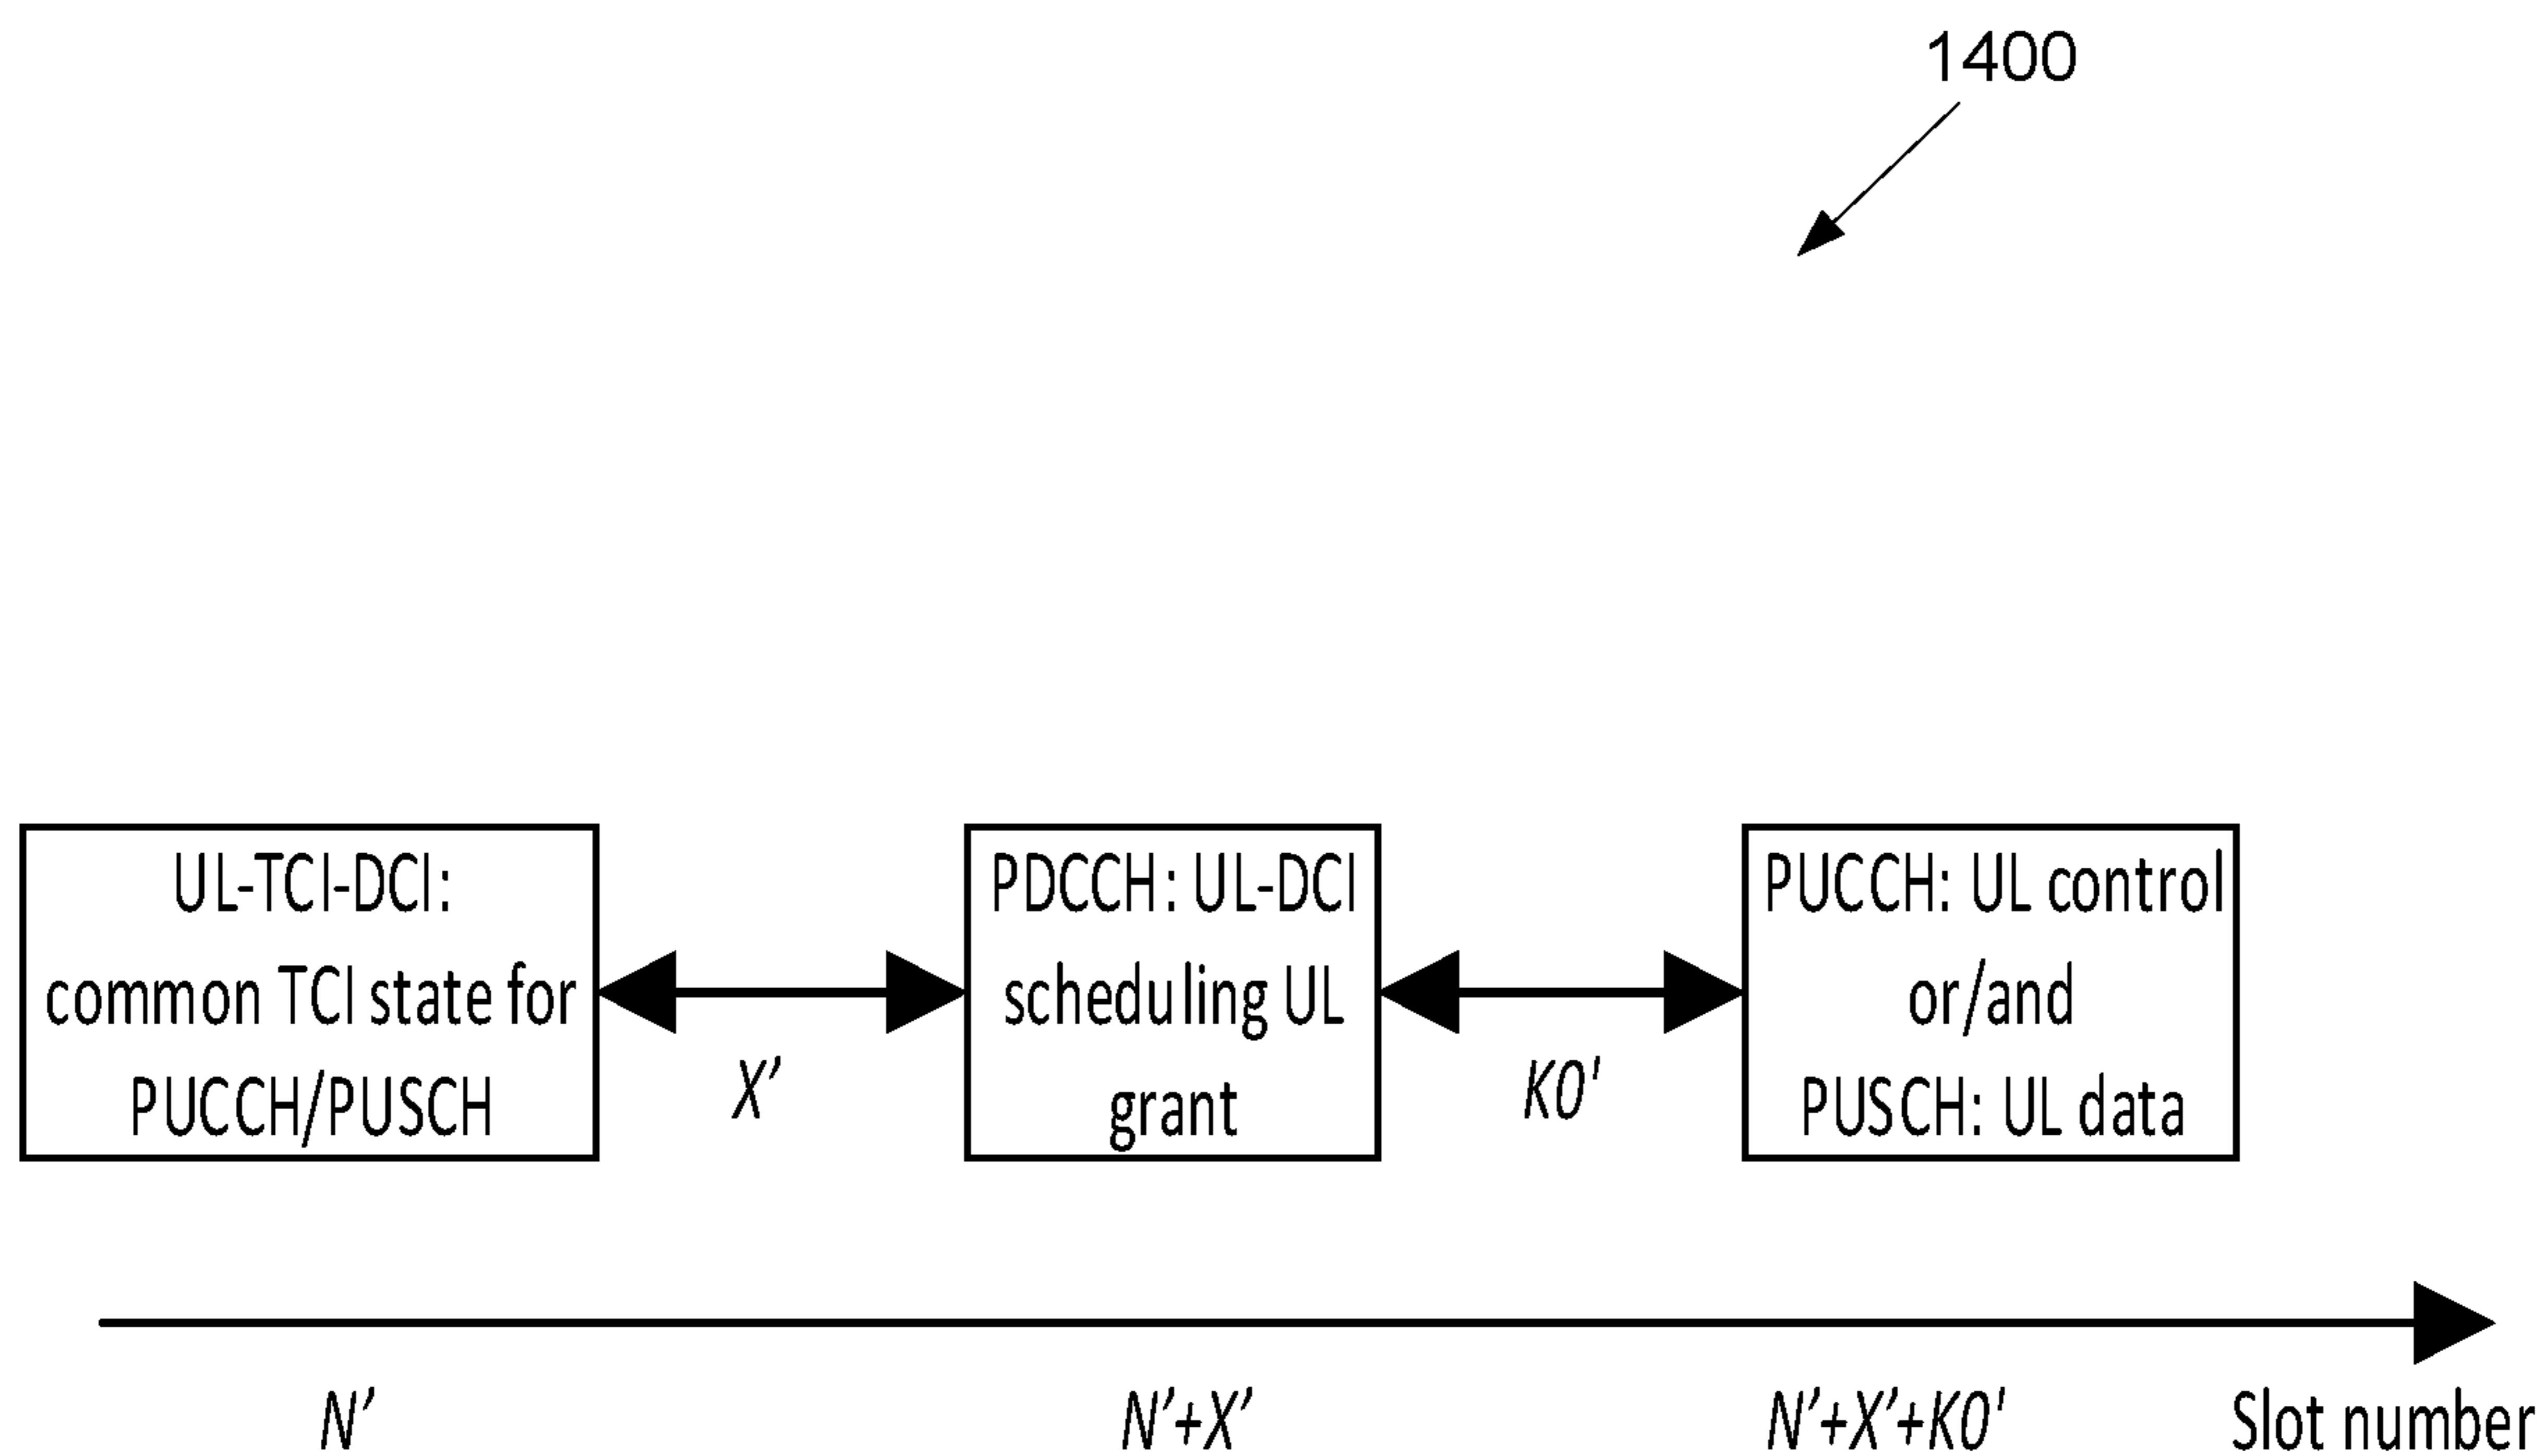 1400
UL-TCI-DCI:
common TCI state for
PUCCH/PUSCH
X’
PDCCH: UL-DCI
scheduling UL
grant
K0'
PUCCH: UL control
or/and
PUSCH: UL data
N’
N’+X’
N’+X’+K0'
Slot number